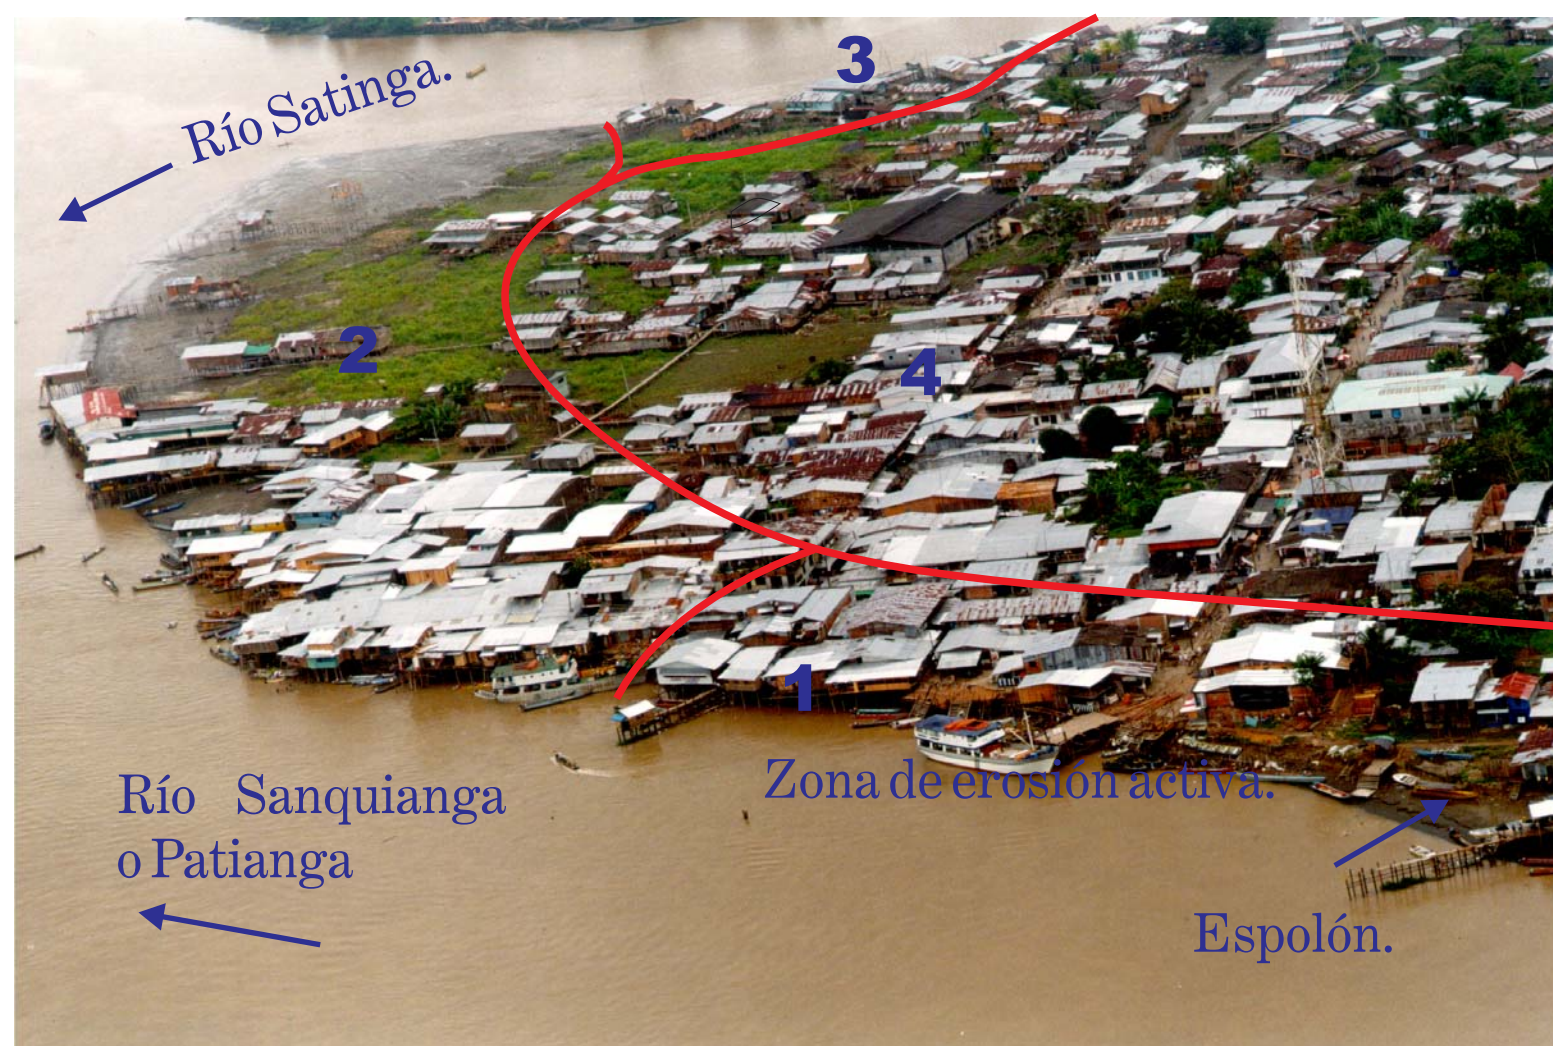 3
Río Satinga.
2
4
1
Zona de erosión activa.
Río Sanquianga
o Patianga
Espolón.